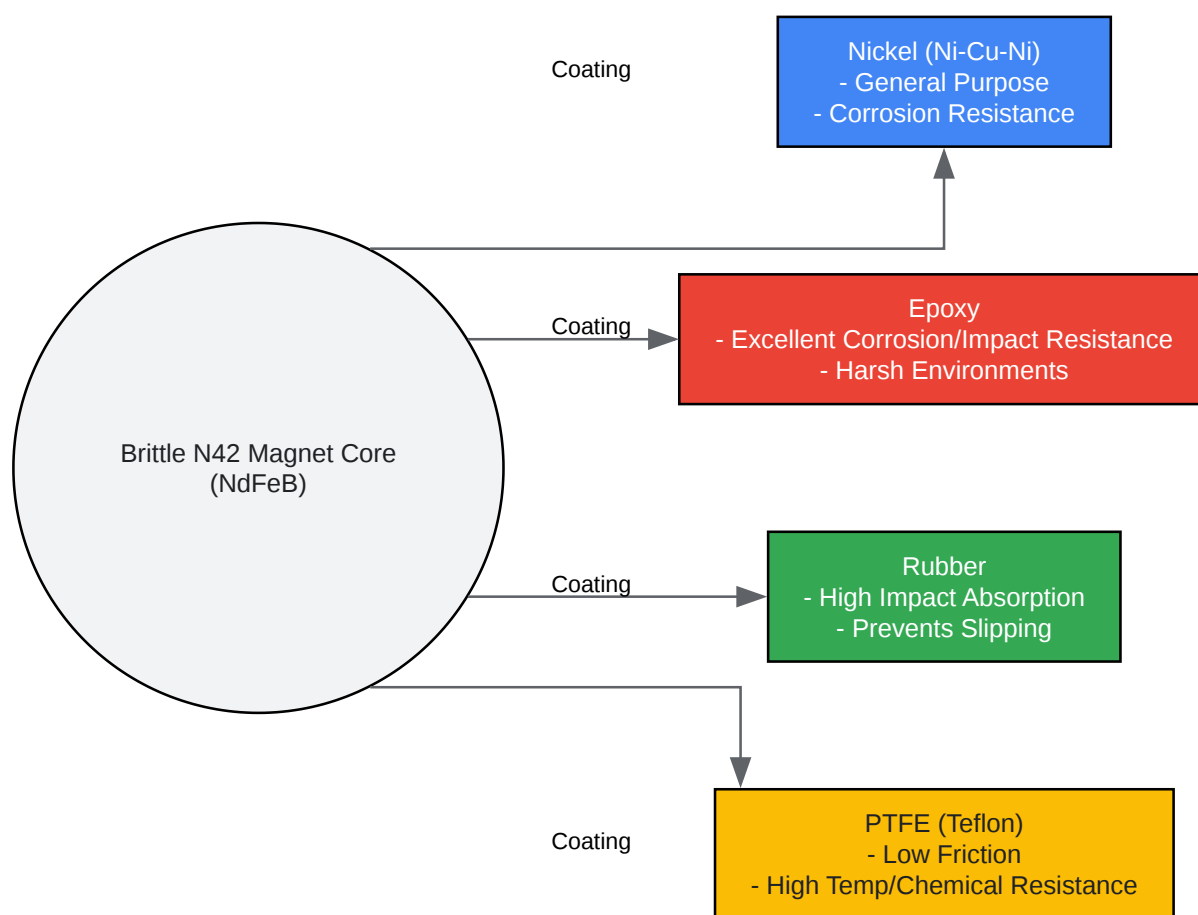 Coating
Nickel (Ni-Cu-Ni)
- General Purpose
- Corrosion Resistance
Coating
Epoxy
- Excellent Corrosion/Impact Resistance
- Harsh Environments
Brittle N42 Magnet Core
(NdFeB)
Coating
Rubber
- High Impact Absorption
- Prevents Slipping
Coating
PTFE (Teflon)
- Low Friction
- High Temp/Chemical Resistance